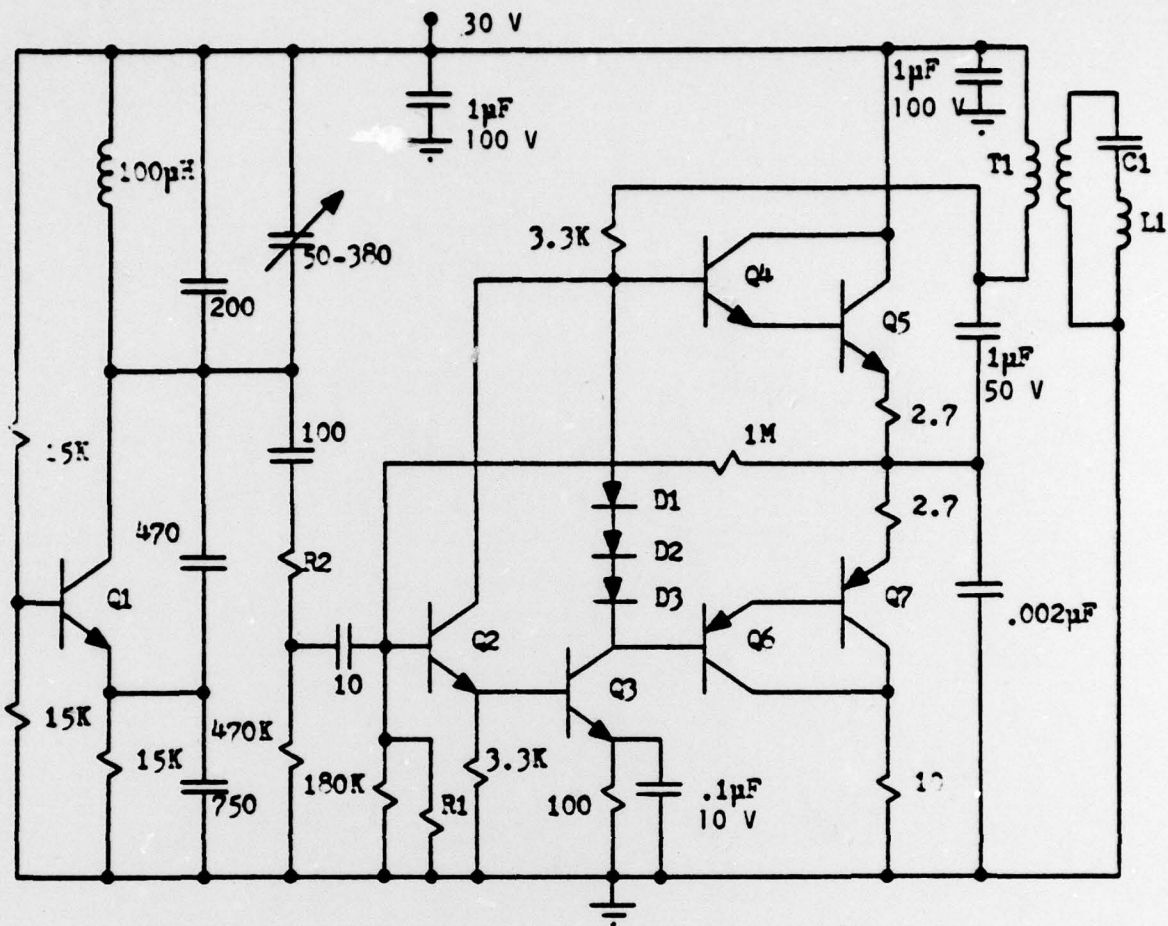 30 V
1µF
100 V
1µF
100 V
100µH
T1
C1
L1
3.3K
50-380
200
Q4
Q5
1µF
50 V
2.7
100
1M
15K
D1
2.7
470
R2
D2
Q1
D3
Q7
.002µF
Q2
Q6
10
Q3
15K
470K
15K
3.3K
180K
.1µF
10 V
750
R1
100